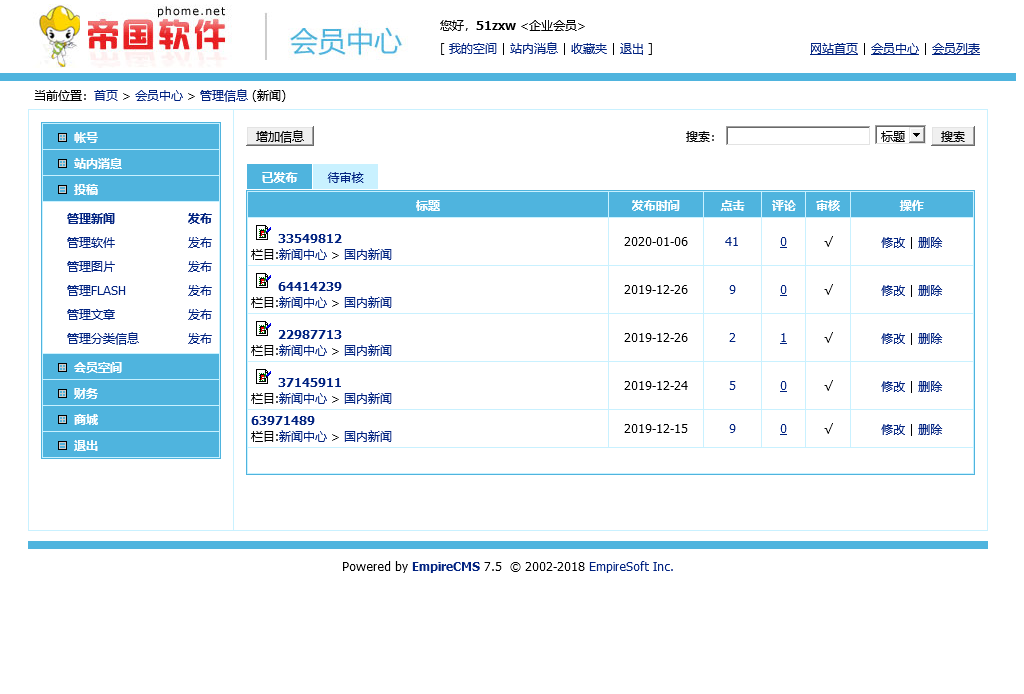 phome.net
帝国软件
会员中心
您好，51zxw <企业会员>
[ 我的空间 | 站内消息 | 收藏夹 | 退出 ]
网站首页 | 会员中心 | 会员列表
当前位置：首页 > 会员中心 > 管理信息 (新闻)
帐号
站内消息
投稿
管理新闻 发布
管理软件 发布
管理图片 发布
管理FLASH 发布
管理文章 发布
管理分类信息 发布
会员空间
财务
商城
退出
增加信息 搜索： 标题 搜索
已发布 待审核
标题 发布时间 点击 评论 审核 操作
33549812
栏目:新闻中心 > 国内新闻 2020-01-06 41 0 √ 修改 | 删除
64414239
栏目:新闻中心 > 国内新闻 2019-12-26 9 0 √ 修改 | 删除
22987713
栏目:新闻中心 > 国内新闻 2019-12-26 2 1 √ 修改 | 删除
37145911
栏目:新闻中心 > 国内新闻 2019-12-24 5 0 √ 修改 | 删除
63971489
栏目:新闻中心 > 国内新闻 2019-12-15 9 0 √ 修改 | 删除
Powered by EmpireCMS 7.5 © 2002-2018 EmpireSoft Inc.